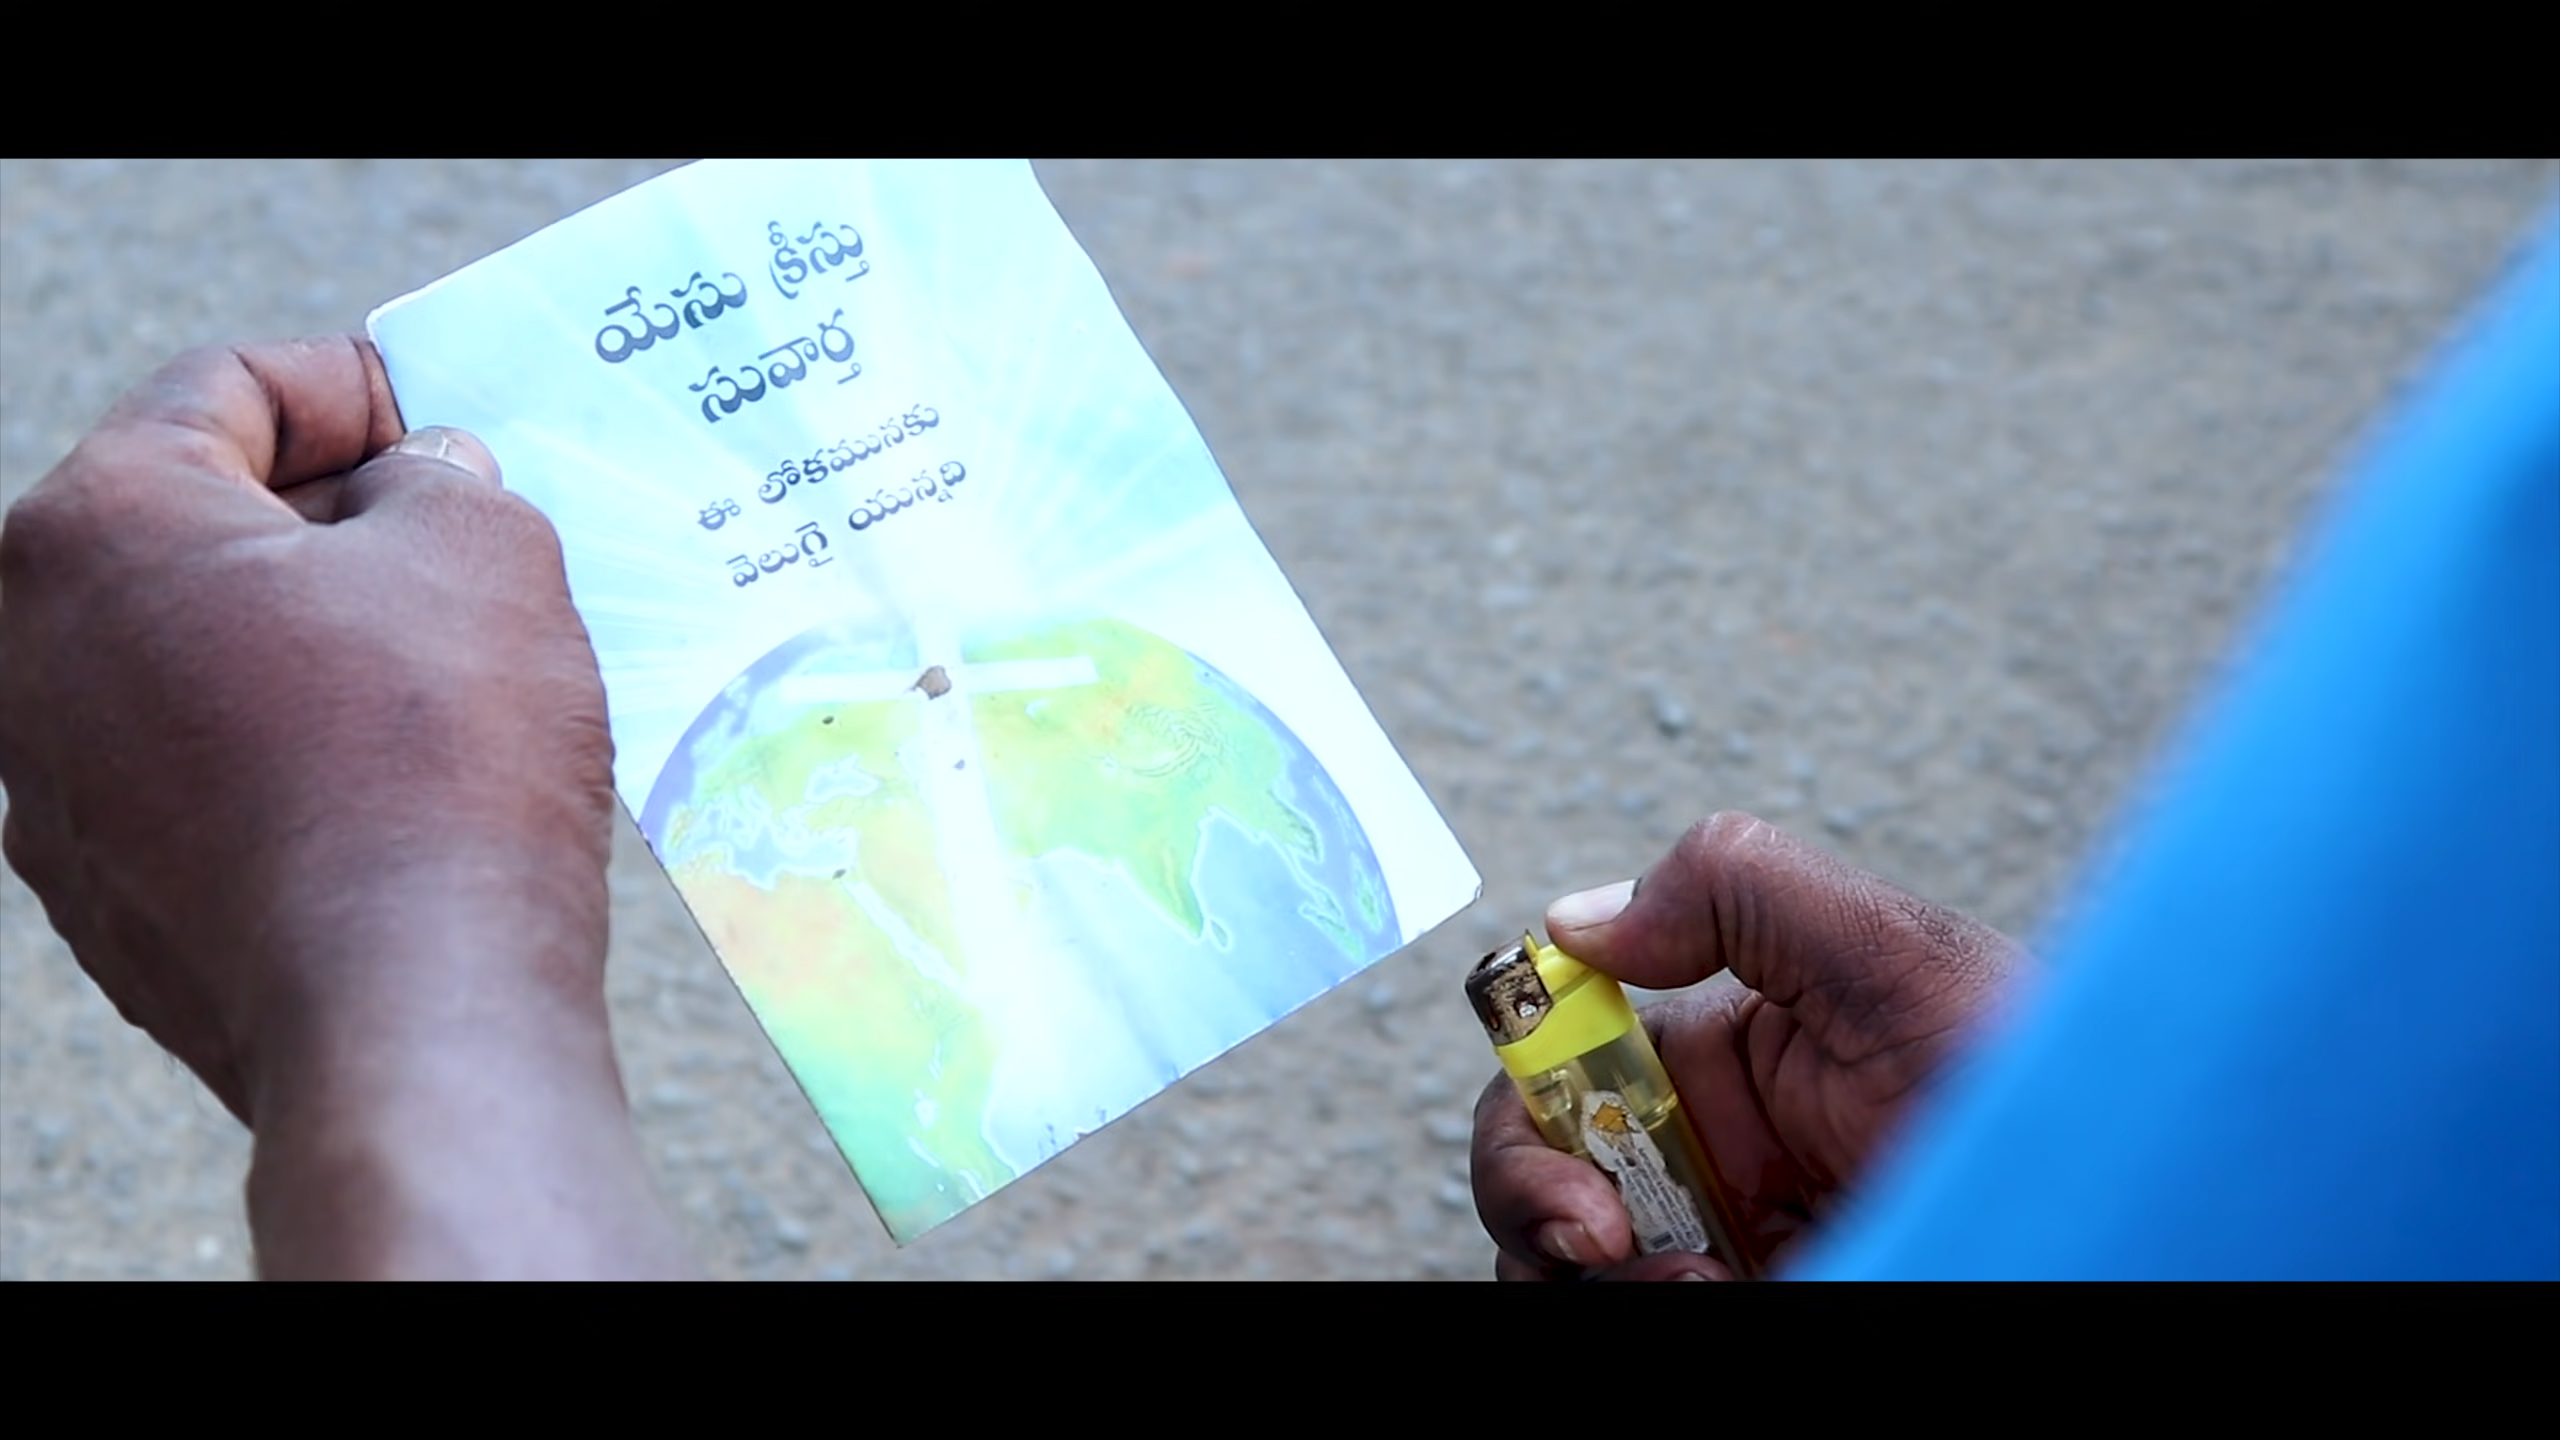 యేసు క్రీస్తు
సువార్త
ఈ లోకమునకు
వెలుగై యున్నది